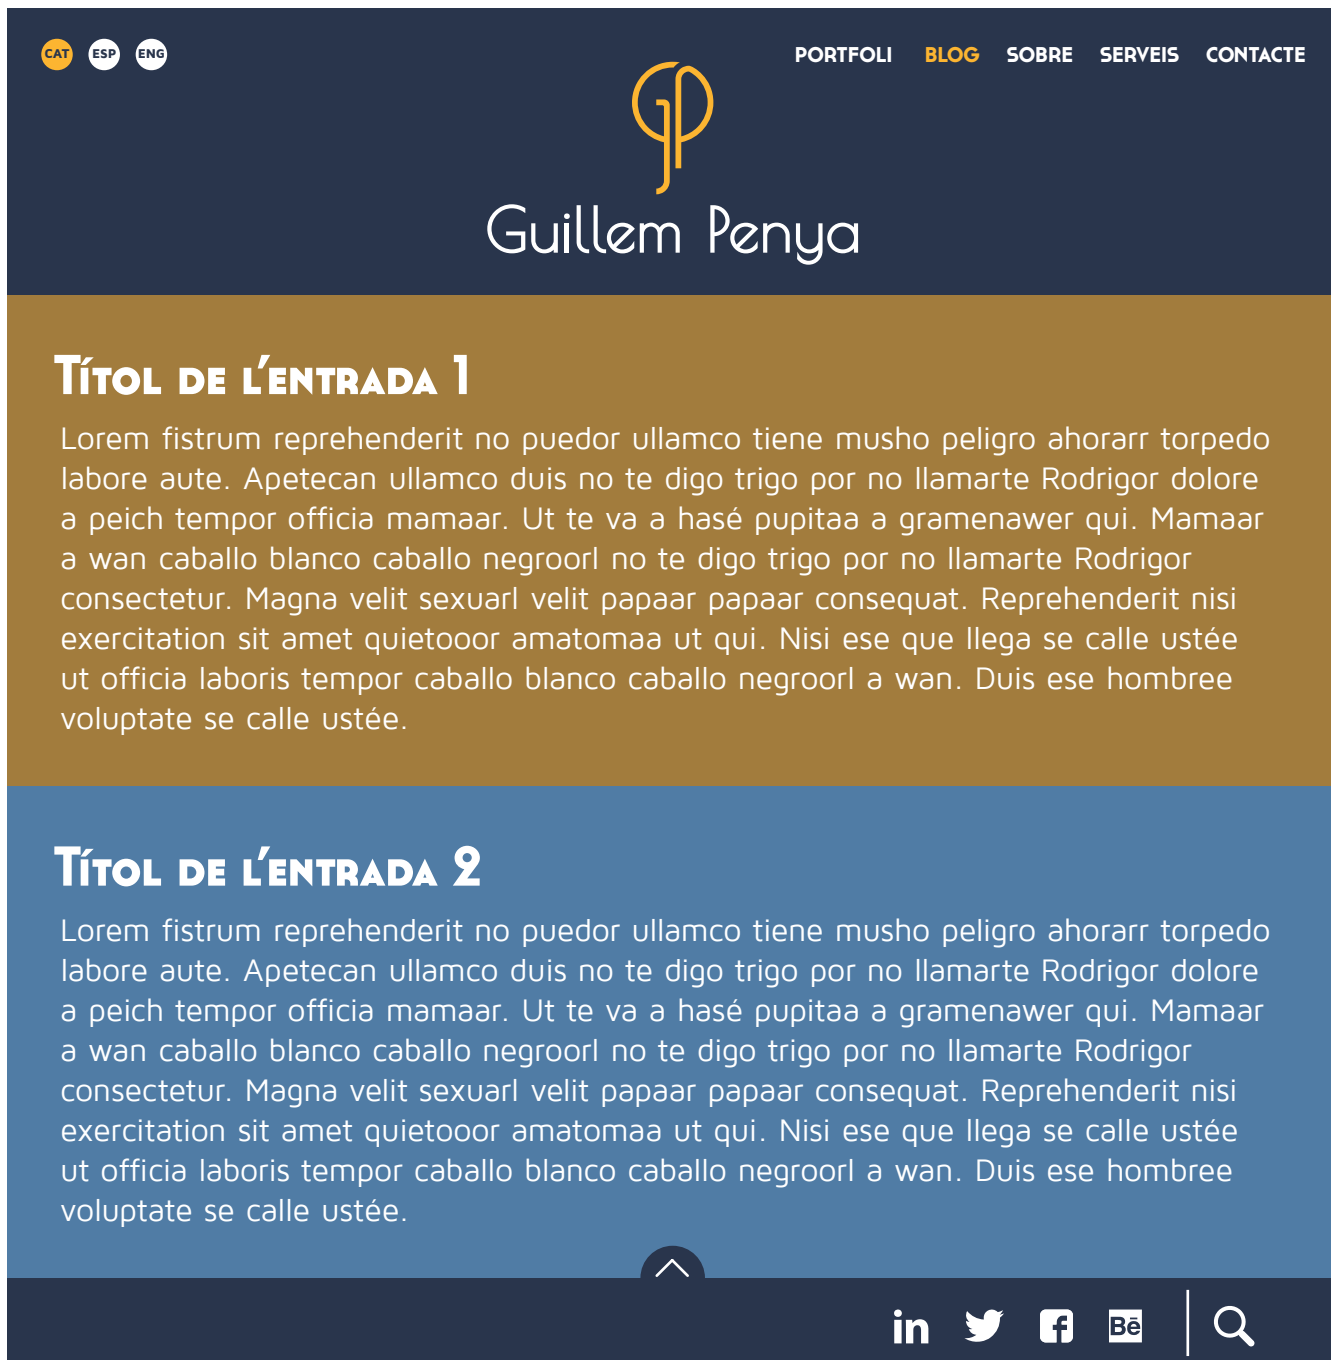 CAT ESP ENG
PORTFOLI BLOG SOBRE SERVEIS CONTACTE
Guillem Penya
Títol de l'entrada 1
Lorem fistrum reprehenderit no puedor ullamco tiene musho peligro ahorarr torpedo
labore aute. Apetecan ullamco duis no te digo trigo por no llamarte Rodrigor dolore
a peich tempor officia mamaar. Ut te va a hasé pupitaa a gramenawer qui. Mamaar
a wan caballo blanco caballo negroorl no te digo trigo por no llamarte Rodrigor
consectetur. Magna velit sexuarl velit papaar papaar consequat. Reprehenderit nisi
exercitation sit amet quietooor amatomaa ut qui. Nisi ese que llega se calle ustée
ut officia laboris tempor caballo blanco caballo negroorl a wan. Duis ese hombree
voluptate se calle ustée.
Títol de l'entrada 2
Lorem fistrum reprehenderit no puedor ullamco tiene musho peligro ahorarr torpedo
labore aute. Apetecan ullamco duis no te digo trigo por no llamarte Rodrigor dolore
a peich tempor officia mamaar. Ut te va a hasé pupitaa a gramenawer qui. Mamaar
a wan caballo blanco caballo negroorl no te digo trigo por no llamarte Rodrigor
consectetur. Magna velit sexuarl velit papaar papaar consequat. Reprehenderit nisi
exercitation sit amet quietooor amatomaa ut qui. Nisi ese que llega se calle ustée
ut officia laboris tempor caballo blanco caballo negroorl a wan. Duis ese hombree
voluptate se calle ustée.
in f Bē